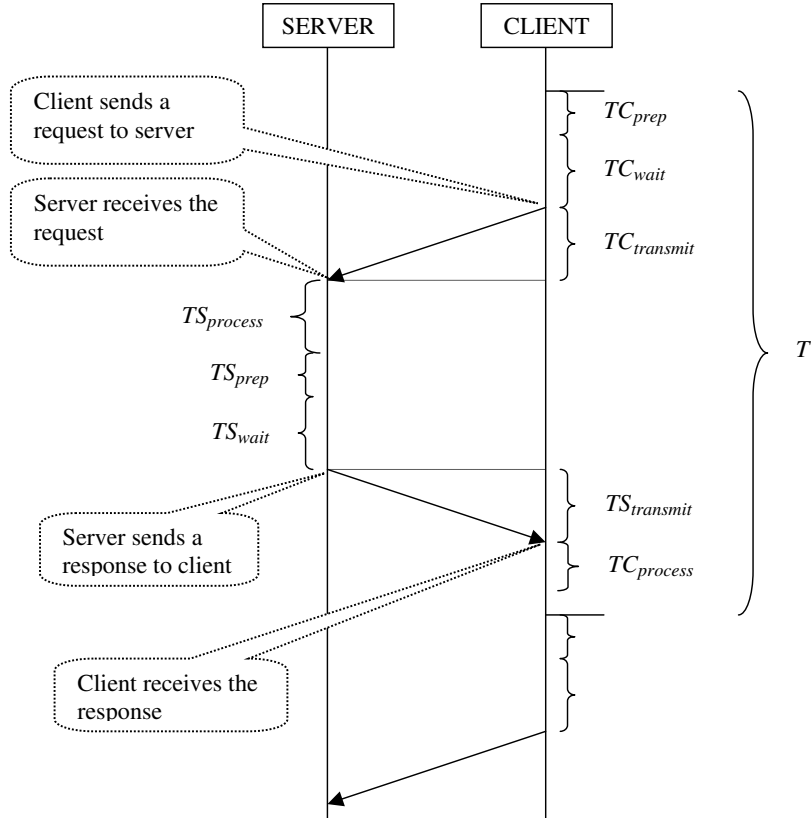 SERVER
CLIENT
Client sends a
request to server
TCprep
TCwait
Server receives the
request
TCtransmit
TSprocess
T
TSprep
TSwait
TStransmit
Server sends a
response to client
TCprocess
Client receives the
response